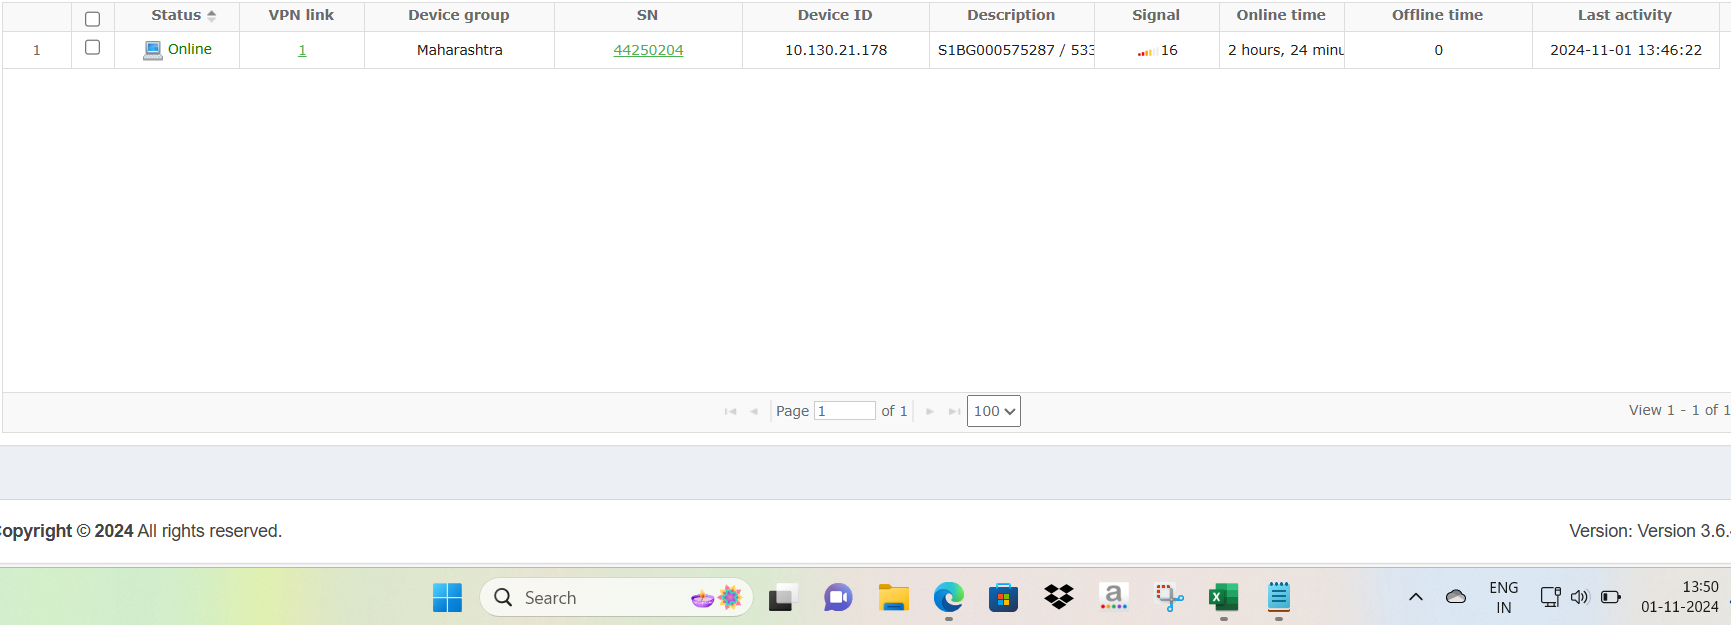 Status VPN link Device group SN Device ID Description Signal Online time Offline time Last activity
1 Online 1 Maharashtra 44250204 10.130.21.178 S1BG000575287 / 533 16 2 hours, 24 minu 0 2024-11-01 13:46:22
Page 1 of 1 100 View 1 - 1 of 1
opyright © 2024 All rights reserved. Version: Version 3.6.
Search a ENG 13:50
IN 01-11-2024